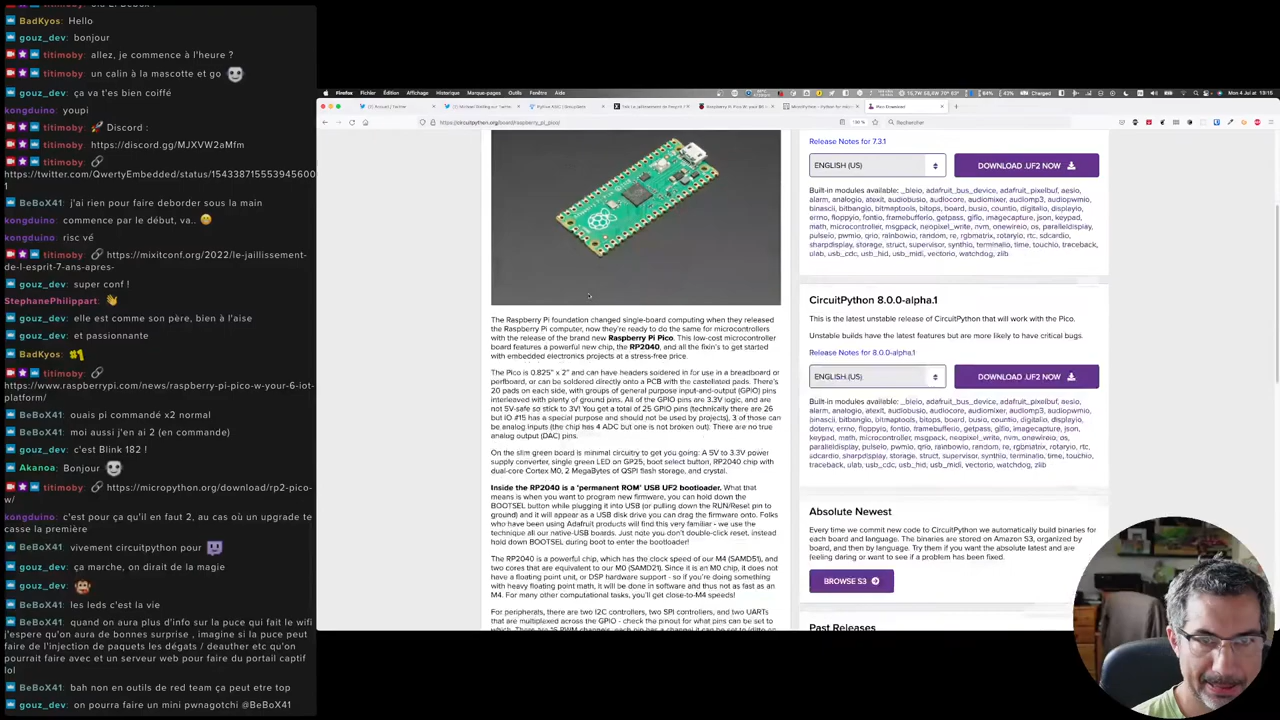 BadKyos: Hello
gouz_dev: bonjour
titimoby: allez, je commence à l'heure ?
titimoby: un calin à la mascotte et go
gouz_dev: ça va t'es bien coiffé
kongduino: youpi
titimoby: 🚀 Discord :
titimoby: https://discord.gg/MJXVW2aMfm
titimoby:
https://twitter.com/QwertyEmbedded/status/15433871555394560
1
BeBoX41: j'ai rien pour faire deborder sous la main
kongduino: commence par le début, va..
kongduino: risc vé
titimoby: https://mixitconf.org/2022/le-jaillissement-
de-l-esprit-7-ans-apres-
gouz_dev: super conf !
StephanePhilippart:
gouz_dev: elle est comme son père, bien à l'aise
gouz_dev: et passionante
BadKyos: #1
titimoby:
https://www.raspberrypi.com/news/raspberry-pi-pico-w-your-6-iot-
platform/
BeBoX41: ouais pi commandé x2 normal
BeBoX41: moi aussi j'en ai 2 (en commande)
BeBoX41: c'est Blink 182 !
Akanoa: Bonjour
titimoby: https://micropython.org/download/rp2-pico-
w/
kongduino: c'est pour ça qu'il en faut 2, au cas où un upgrade te
casse la première
BeBoX41: vivement circuitpython pour
gouz_dev: ça marche, on dirait de la magie
gouz_dev:
BeBoX41: les leds c'est la vie
BeBoX41: quand on aura plus d'info sur la puce qui fait le wifi
j'espere qu'on aura de bonnes surprise , imagine si la puce peut
faire de l'injection de paquets les dégats / deauther etc qu'on
pourrait faire avec et un serveur web pour faire du portail captif
lol
BeBoX41: bah non en outils de red team ça peut etre top
gouz_dev: on pourra faire un mini pwnagotchi @BeBoX41
Firefox Fichier Édition Affichage Historique Marque-pages Outils Fenêtre Aide
Mon 4 Jul at 13:16
Pico Download
https://circuitpython.org/board/raspberry_pi_pico/
Rechercher
The Raspberry Pi foundation changed single-board computing when they released
the Raspberry Pi computer, now they're ready to do the same for microcontrollers
with the release of the brand new Raspberry Pi Pico. This low-cost microcontroller
board features a powerful new chip, the RP2040, and all the fixin's to get started
with embedded electronics projects at a stress-free price.
The Pico is 0.825" x 2" and can have headers soldered in for use in a breadboard or
perfboard, or can be soldered directly onto a PCB with the castellated pads. There's
20 pads on each side, with groups of general purpose input-and-output (GPIO) pins
interleaved with plenty of ground pins. All of the GPIO pins are 3.3V logic, and are
not 5V-safe so stick to 3V! You get a total of 25 GPIO pins (technically there are 26
but IO #15 has a special purpose and should not be used by projects), 3 of those can
be analog inputs (the chip has 4 ADC but one is not broken out). There are no true
analog output (DAC) pins.
On the slim green board is minimal circuitry to get you going: A 5V to 3.3V power
supply converter, single green LED on GP25, boot select button, RP2040 chip with
dual-core Cortex M0, 2 MegaBytes of QSPI flash storage, and crystal.
Inside the RP2040 is a 'permanent ROM' USB UF2 bootloader. What that
means is when you want to program new firmware, you can hold down the
BOOTSEL button while plugging it into USB (or pulling down the RUN/Reset pin to
ground) and it will appear as a USB disk drive you can drag the firmware onto. Folks
who have been using Adafruit products will find this very familiar - we use the
technique all our native-USB boards. Just note you don't double-click reset, instead
hold down BOOTSEL during boot to enter the bootloader!
The RP2040 is a powerful chip, which has the clock speed of our M4 (SAMD51), and
two cores that are equivalent to our M0 (SAMD21). Since it is an M0 chip, it does not
have a floating point unit, or DSP hardware support - so if you're doing something
with heavy floating point math, it will be done in software and thus not as fast as an
M4. For many other computational tasks, you'll get close-to-M4 speeds!
For peripherals, there are two I2C controllers, two SPI controllers, and two UARTs
that are multiplexed across the GPIO - check the pinout for what pins can be set to
Release Notes for 7.3.1
ENGLISH (US)
DOWNLOAD .UF2 NOW
Built-in modules available: _bleio, adafruit_bus_device, adafruit_pixelbuf, aesio,
alarm, analogio, atexit, audiobusio, audiocore, audiomixer, audiomp3, audiopwmio,
binascii, bitbangio, bitmaptools, bitops, board, busio, countio, digitalio, displayio,
errno, floppyio, fontio, framebufferio, getpass, gifio, imagecapture, json, keypad,
math, microcontroller, msgpack, neopixel_write, nvm, onewireio, os, paralleldisplay,
pulseio, pwmio, qrio, rainbowio, random, re, rgbmatrix, rotaryio, rtc, sdcardio,
sharpdisplay, storage, struct, supervisor, synthio, terminalio, time, touchio, traceback,
ulab, usb_cdc, usb_hid, usb_midi, vectorio, watchdog, zlib
CircuitPython 8.0.0-alpha.1
This is the latest unstable release of CircuitPython that will work with the Pico.
Unstable builds have the latest features but are more likely to have critical bugs.
Release Notes for 8.0.0-alpha.1
ENGLISH (US)
DOWNLOAD .UF2 NOW
Built-in modules available: _bleio, adafruit_bus_device, adafruit_pixelbuf, aesio,
alarm, analogio, atexit, audiobusio, audiocore, audiomixer, audiomp3, audiopwmio,
binascii, bitbangio, bitmaptools, bitops, board, busio, countio, digitalio, displayio,
dotenv, errno, floppyio, fontio, framebufferio, getpass, gifio, imagecapture, json,
keypad, math, microcontroller, msgpack, neopixel_write, nvm, onewireio, os,
paralleldisplay, pulseio, pwmio, qrio, rainbowio, random, re, rgbmatrix, rotaryio, rtc,
sdcardio, sharpdisplay, storage, struct, supervisor, synthio, terminalio, time, touchio,
traceback, ulab, usb_cdc, usb_hid, usb_midi, vectorio, watchdog, zlib
Absolute Newest
Every time we commit new code to CircuitPython we automatically build binaries
for each board and language. The binaries are stored on Amazon S3, organized by
board, and then by language. Try them if you want the absolute latest and are
feeling daring or want to see if a problem has been fixed.
BROWSE S3
Past Releases